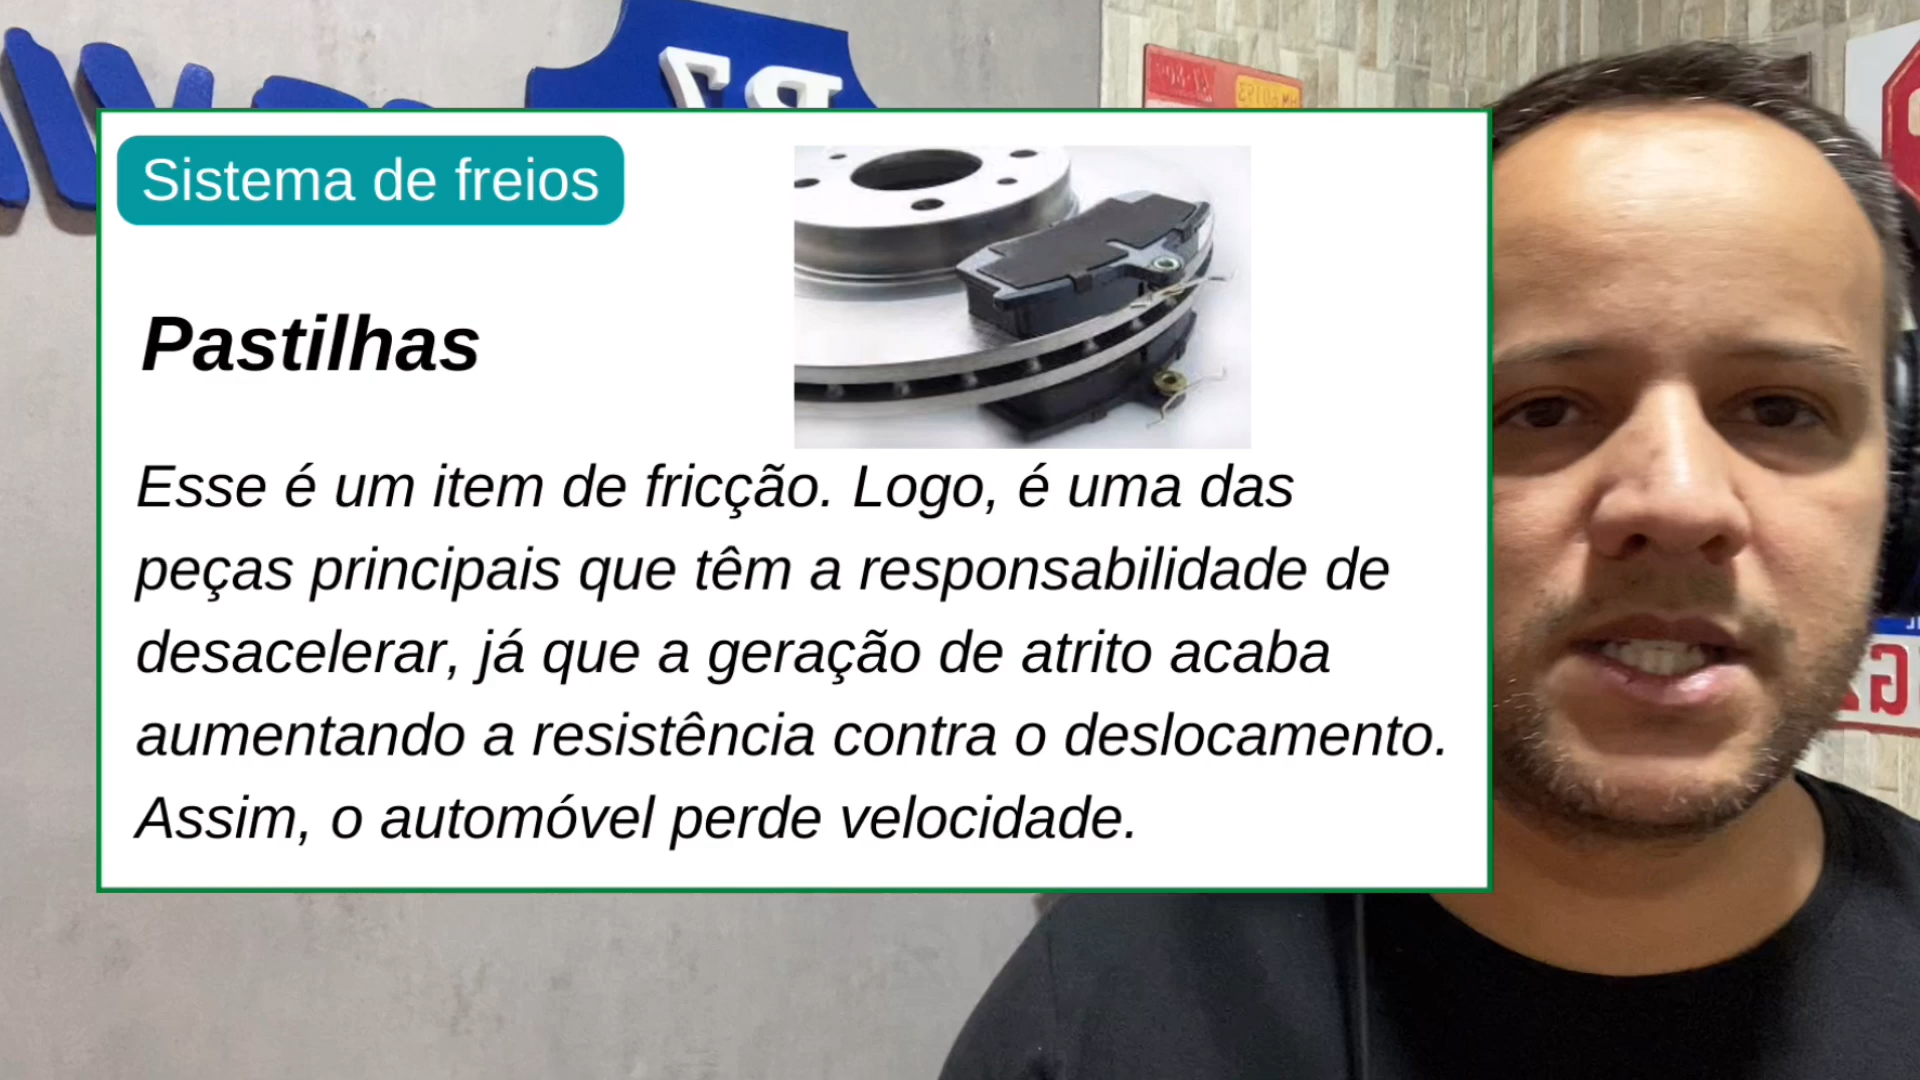 Sistema de freios
Pastilhas
Esse é um item de fricção. Logo, é uma das
peças principais que têm a responsabilidade de
desacelerar, já que a geração de atrito acaba
aumentando a resistência contra o deslocamento.
Assim, o automóvel perde velocidade.